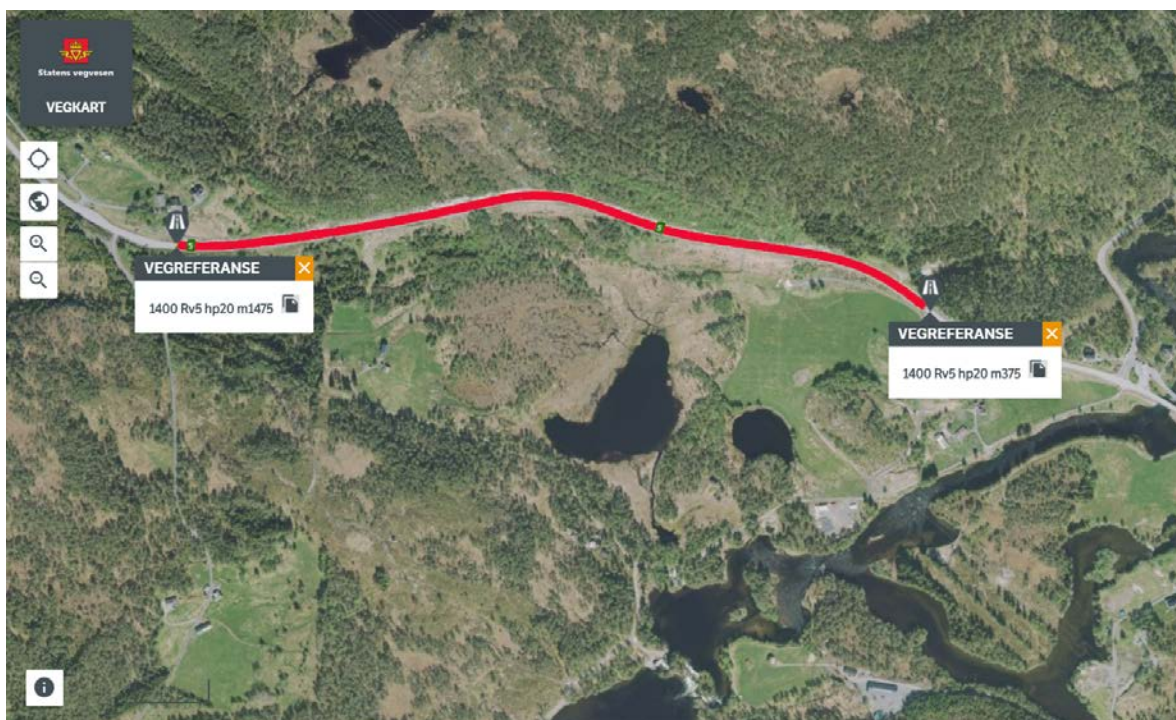 Statens vegvesen
VEGKART
VEGREFERANSE
1400 Rv5 hp20 m1475
VEGREFERANSE
1400 Rv5 hp20 m375